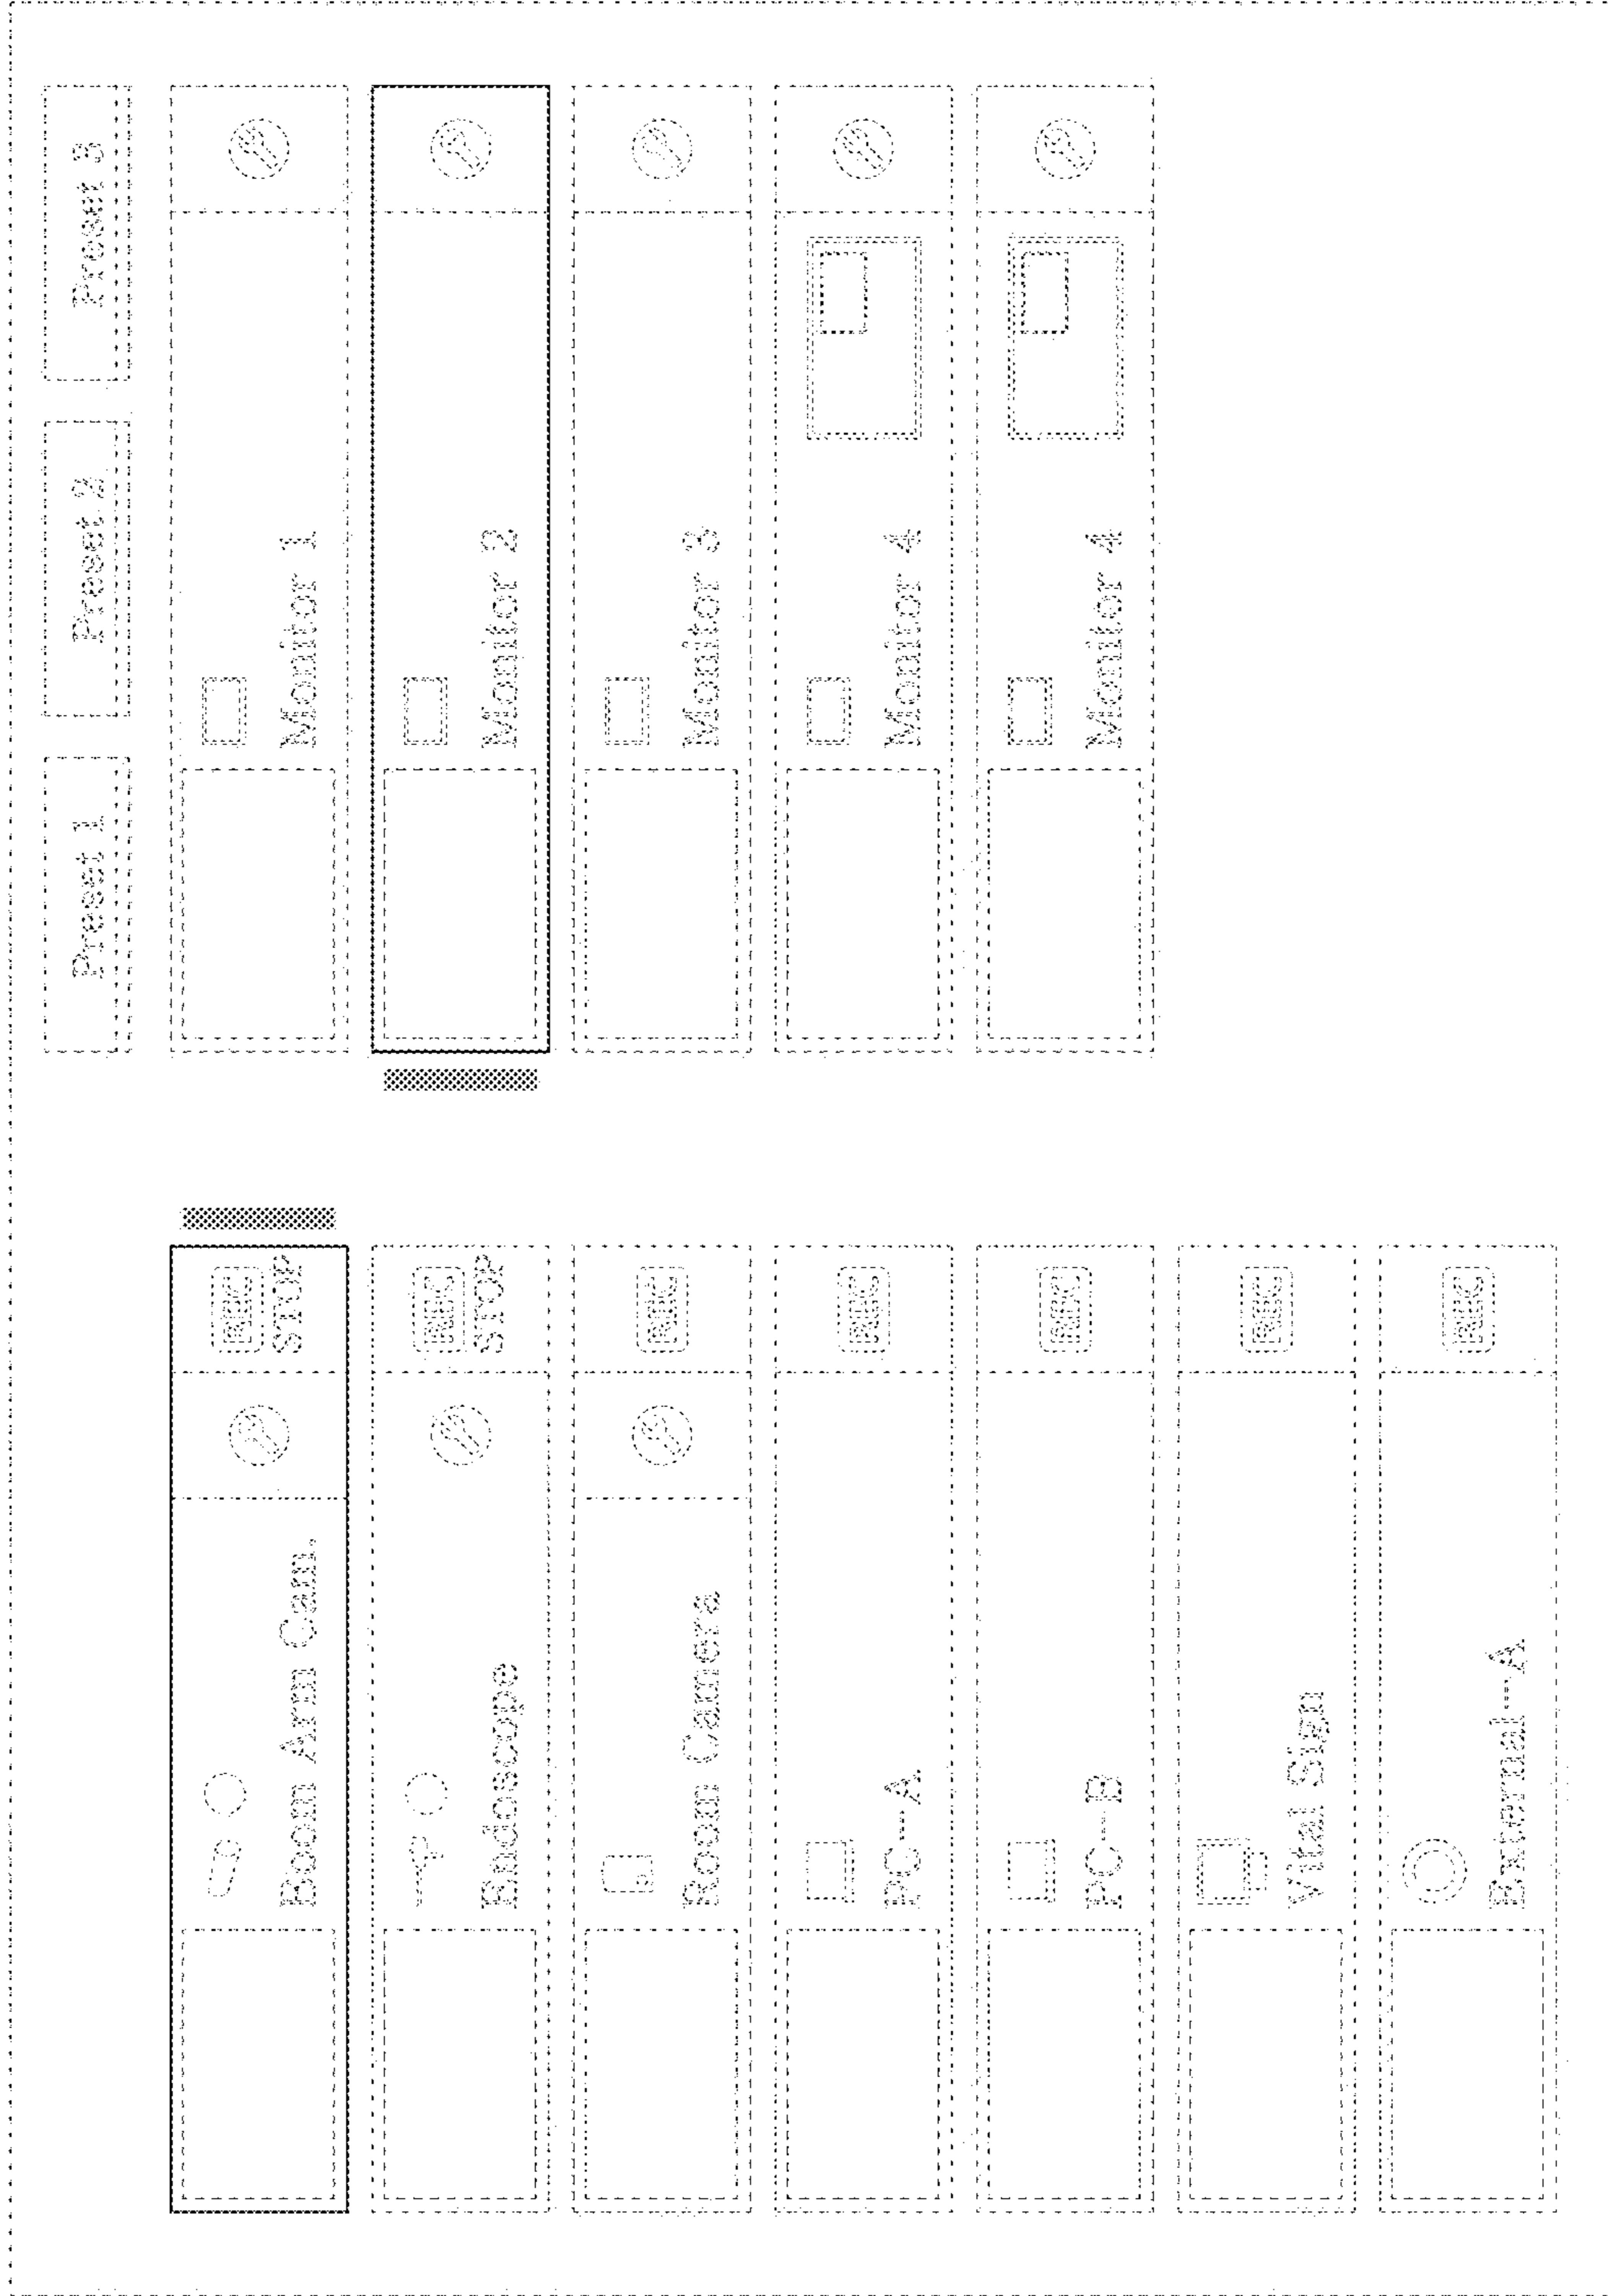 Preset 1
Preset 2
Preset 3
Boom Arm Cam.
REC
STOP
Endoscope
REC
STOP
Room Camera
REC
PC-A
REC
PC-B
REC
Vital Sign
REC
External-A
REC
Monitor 1
Monitor 2
Monitor 3
Monitor 4
Monitor 4